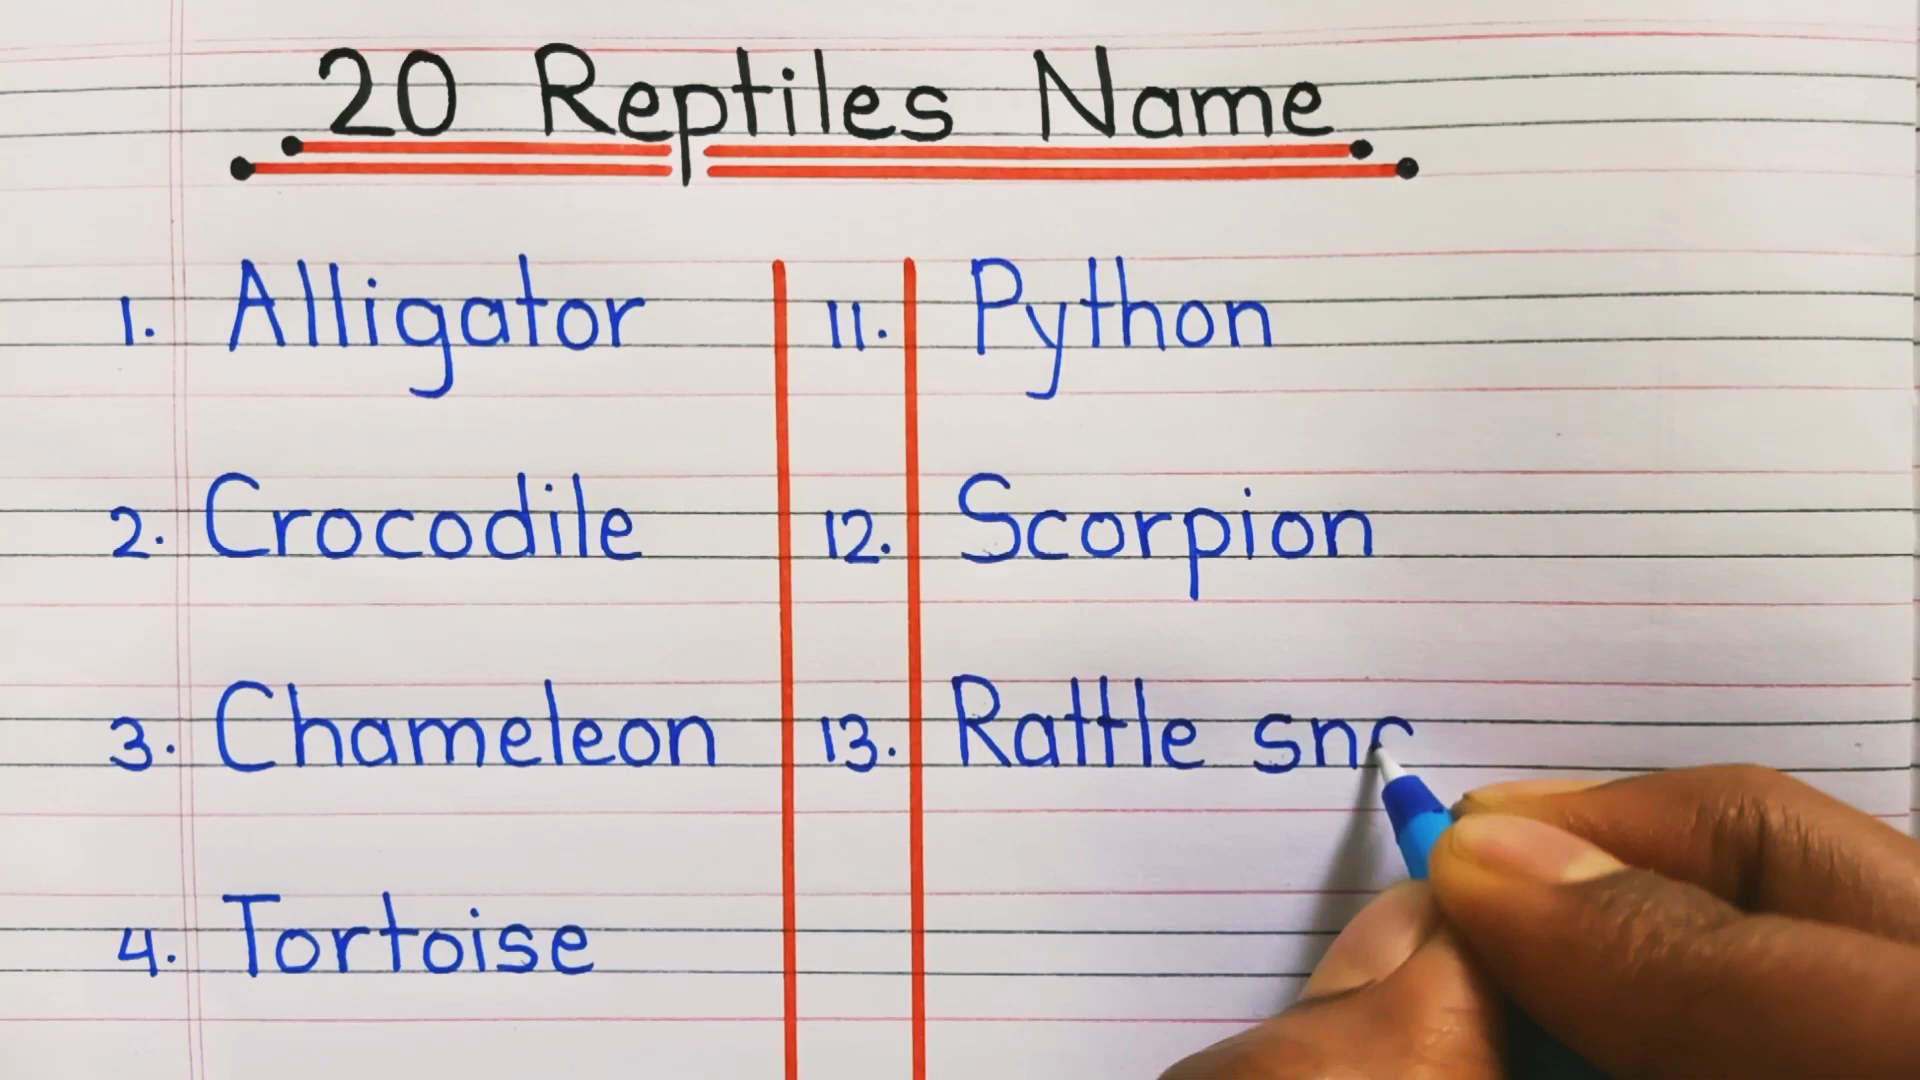 20 Reptiles Name
1. Alligator
2. Crocodile
3. Chameleon
4. Tortoise
11. Python
12. Scorpion
13. Rattle sn